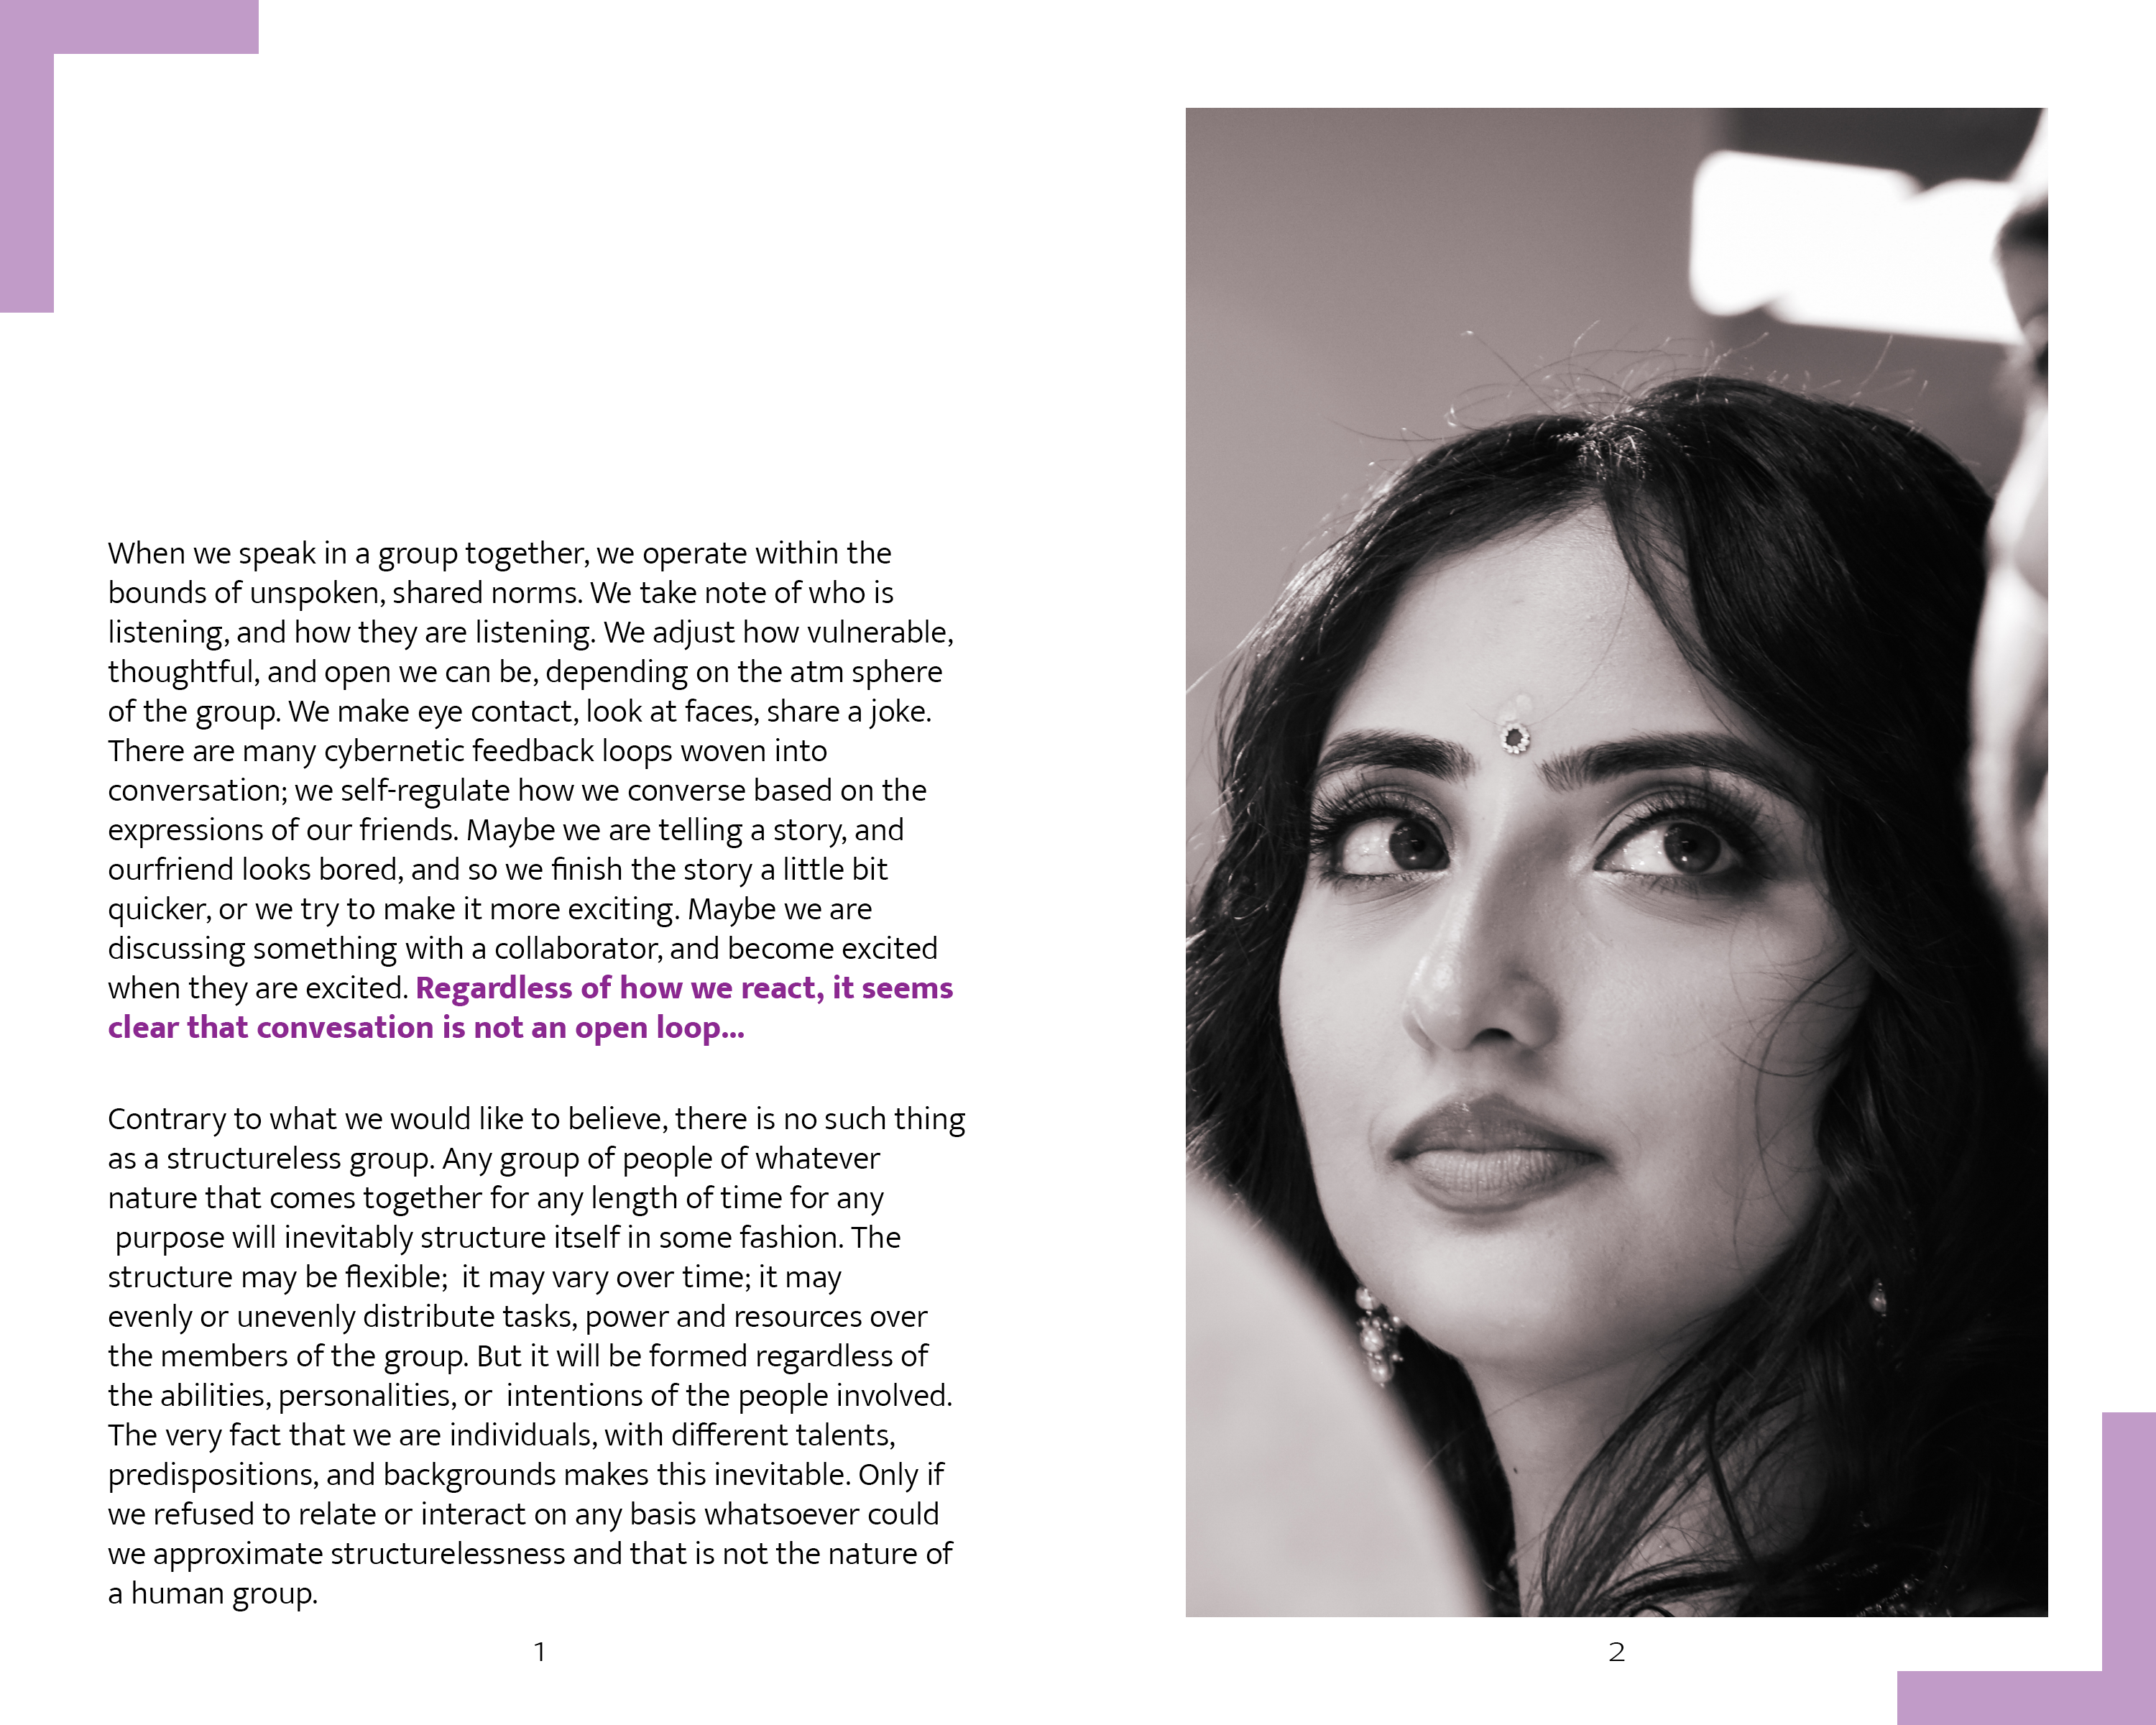 When we speak in a group together, we operate within the
bounds of unspoken, shared norms. We take note of who is
listening, and how they are listening. We adjust how vulnerable,
thoughtful, and open we can be, depending on the atm sphere
of the group. We make eye contact, look at faces, share a joke.
There are many cybernetic feedback loops woven into
conversation; we self-regulate how we converse based on the
expressions of our friends. Maybe we are telling a story, and
ourfriend looks bored, and so we finish the story a little bit
quicker, or we try to make it more exciting. Maybe we are
discussing something with a collaborator, and become excited
when they are excited. Regardless of how we react, it seems
clear that convesation is not an open loop...
Contrary to what we would like to believe, there is no such thing
as a structureless group. Any group of people of whatever
nature that comes together for any length of time for any
purpose will inevitably structure itself in some fashion. The
structure may be flexible;  it may vary over time; it may
evenly or unevenly distribute tasks, power and resources over
the members of the group. But it will be formed regardless of
the abilities, personalities, or  intentions of the people involved.
The very fact that we are individuals, with different talents,
predispositions, and backgrounds makes this inevitable. Only if
we refused to relate or interact on any basis whatsoever could
we approximate structurelessness and that is not the nature of
a human group.
1
2